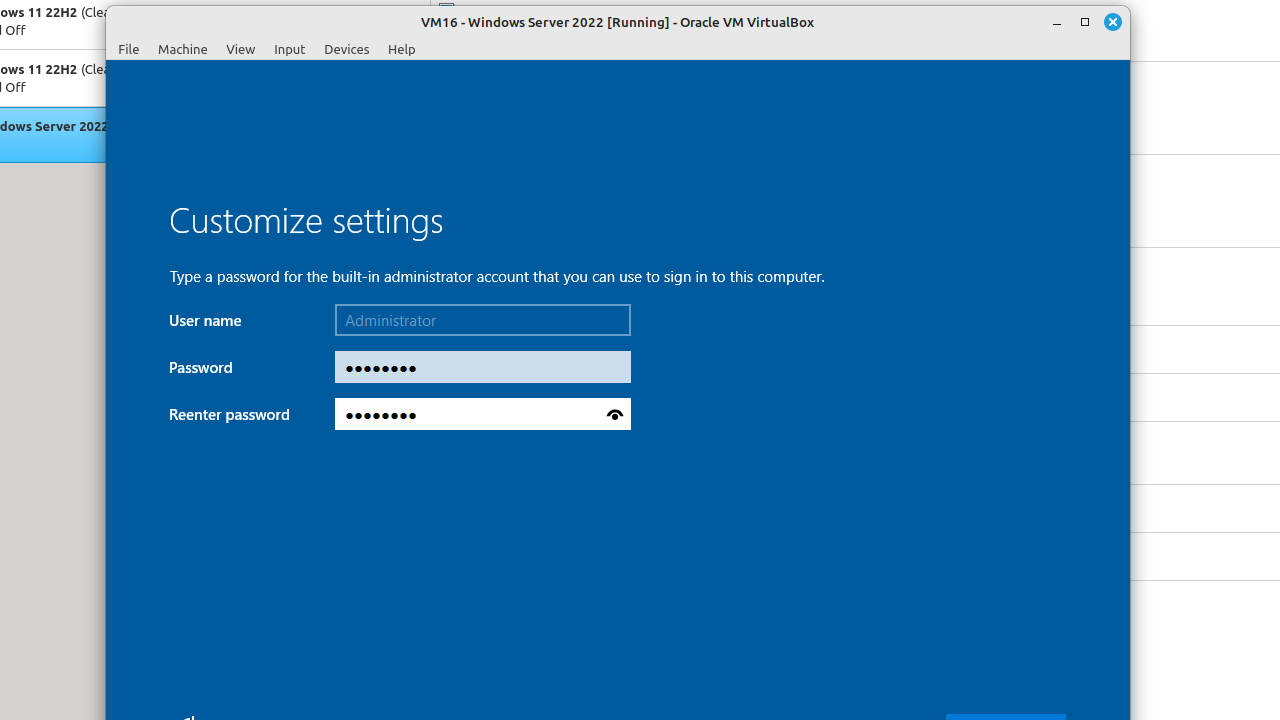 dows 11 22H2 (Clea
d Off
dows 11 22H2 (Clea
d Off
dows Server 2022
VM16 - Windows Server 2022 [Running] - Oracle VM VirtualBox
File Machine View Input Devices Help
Customize settings
Type a password for the built-in administrator account that you can use to sign in to this computer.
User name Administrator
Password ●●●●●●●●
Reenter password ●●●●●●●●